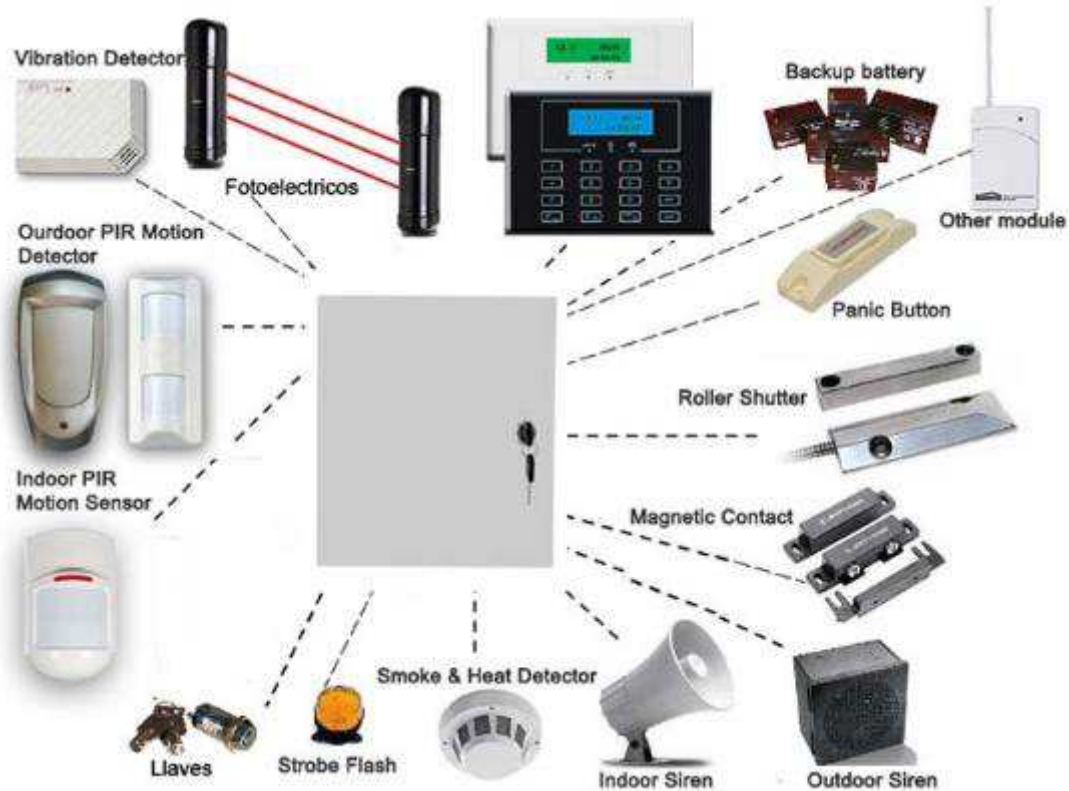 Vibration Detector
Fotoelectricos
Backup battery
Other module
Ourdoor PIR Motion
Detector
Panic Button
Roller Shutter
Indoor PIR
Motion Sensor
Magnetic Contact
Smoke & Heat Detector
Llaves
Strobe Flash
Indoor Siren
Outdoor Siren